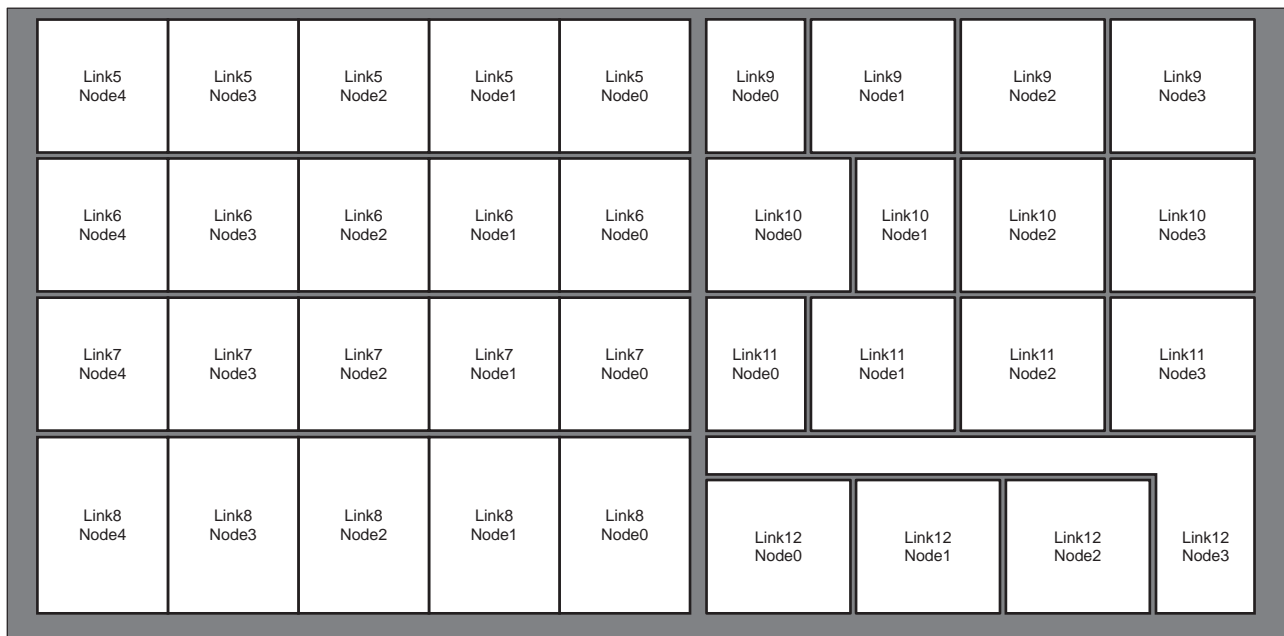 Link5
Node4
Link5
Node3
Link5
Node2
Link5
Node1
Link5
Node0
Link9
Node0
Link9
Node1
Link9
Node2
Link9
Node3
Link6
Node4
Link6
Node3
Link6
Node2
Link6
Node1
Link6
Node0
Link10
Node0
Link10
Node1
Link10
Node2
Link10
Node3
Link7
Node4
Link7
Node3
Link7
Node2
Link7
Node1
Link7
Node0
Link11
Node0
Link11
Node1
Link11
Node2
Link11
Node3
Link8
Node4
Link8
Node3
Link8
Node2
Link8
Node1
Link8
Node0
Link12
Node0
Link12
Node1
Link12
Node2
Link12
Node3